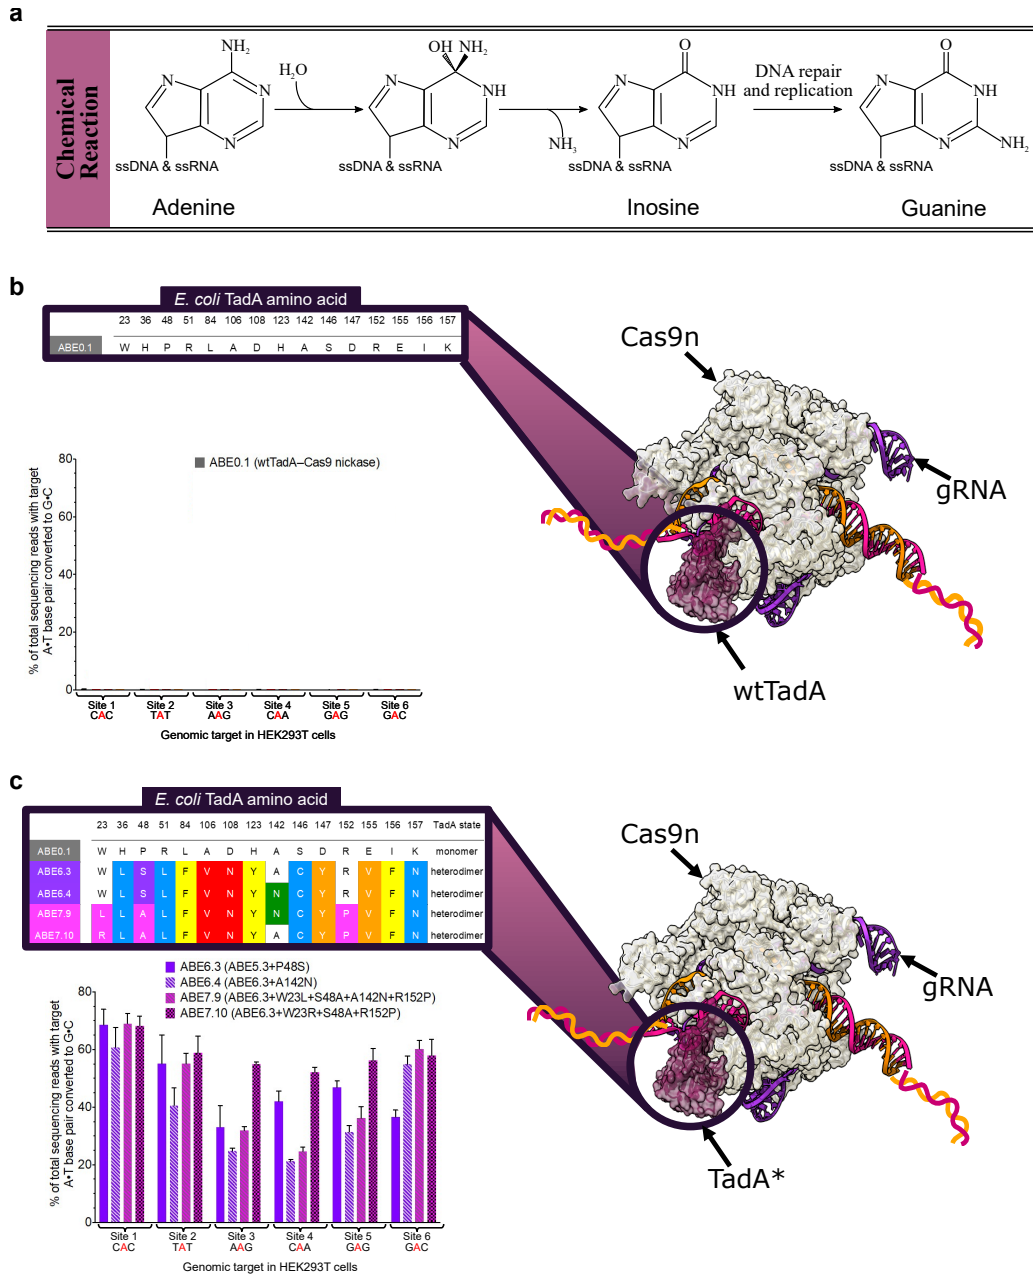 a
Chemical Reaction
NH₂
N
N
N
ssDNA & ssRNA
Adenine
H₂O
OH NH₂
N
NH
N
ssDNA & ssRNA
NH₃
O
N
NH
N
ssDNA & ssRNA
Inosine
DNA repair
and replication
O
N
NH
N
NH₂
ssDNA & ssRNA
Guanine
b
E. coli TadA amino acid
23 36 48 51 84 106 108 123 142 146 147 152 155 156 157
ABE0.1 W H P R L A D H A S D R E I K
Cas9n
gRNA
wtTadA
% of total sequencing reads with target
A•T base pair converted to G•C
80
60
40
20
0
ABE0.1 (wtTadA–Cas9 nickase)
Site 1 Site 2 Site 3 Site 4 Site 5 Site 6
CAC TAT AAG CAA GAG GAC
Genomic target in HEK293T cells
c
E. coli TadA amino acid
23 36 48 51 84 106 108 123 142 146 147 152 155 156 157 TadA state
ABE0.1 W H P R L A D H A S D R E I K monomer
ABE6.3 W L S L F V N Y A C Y R V F N heterodimer
ABE6.4 W L S L F V N Y N C Y R V F N heterodimer
ABE7.9 L L A L F V N Y N C Y P V F N heterodimer
ABE7.10 R L A L F V N Y A C Y P V F N heterodimer
Cas9n
gRNA
TadA*
ABE6.3 (ABE5.3+P48S)
ABE6.4 (ABE6.3+A142N)
ABE7.9 (ABE6.3+W23L+S48A+A142N+R152P)
ABE7.10 (ABE6.3+W23R+S48A+R152P)
% of total sequencing reads with target
A•T base pair converted to G•C
80
60
40
20
0
Site 1 Site 2 Site 3 Site 4 Site 5 Site 6
CAC TAT AAG CAA GAG GAC
Genomic target in HEK293T cells